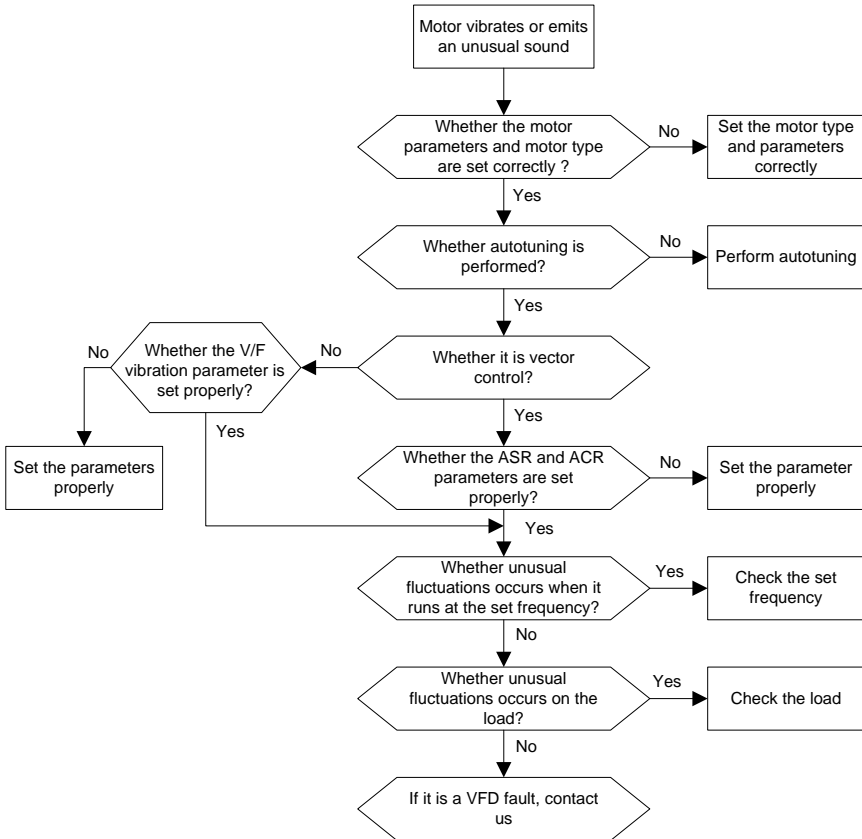 Motor vibrates or emits
an unusual sound
Whether the motor
parameters and motor type
are set correctly ?
No
Set the motor type
and parameters
correctly
Yes
Whether autotuning is
performed?
No
Perform autotuning
Yes
Whether it is vector
control?
No
Whether the V/F
vibration parameter is
set properly?
No
Set the parameters
properly
Yes
Yes
Whether the ASR and ACR
parameters are set
properly?
No
Set the parameter
properly
Yes
Whether unusual
fluctuations occurs when it
runs at the set frequency?
Yes
Check the set
frequency
No
Whether unusual
fluctuations occurs on the
load?
Yes
Check the load
No
If it is a VFD fault, contact
us